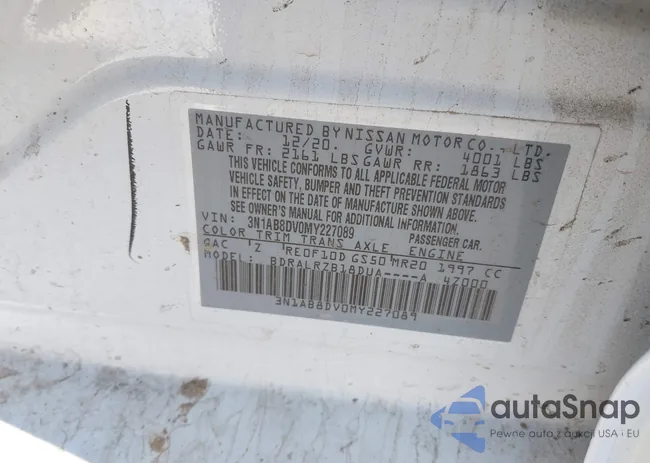 MANUFACTURED BY NISSAN MOTOR CO., LTD.
DATE: 12/20. GVWR: 4001 LBS
GAWR FR: 2161 LBS GAWR RR: 1863 LBS
THIS VEHICLE CONFORMS TO ALL APPLICABLE FEDERAL MOTOR
VEHICLE SAFETY, BUMPER AND THEFT PREVENTION STANDARDS
IN EFFECT ON THE DATE OF MANUFACTURE SHOWN ABOVE.
SEE OWNER'S MANUAL FOR ADDITIONAL INFORMATION.
VIN: 3N1AB8DV0MY227089 PASSENGER CAR.
COLOR TRIM TRANS AXLE ENGINE
QAC 'Z RE0F10D GS50 MR20 1997 CC
MODEL: BDRALRZB18DUA----A 47000
3N1AB8DV0MY227089
autaSnap
Pewne auto z aukcji USA i EU